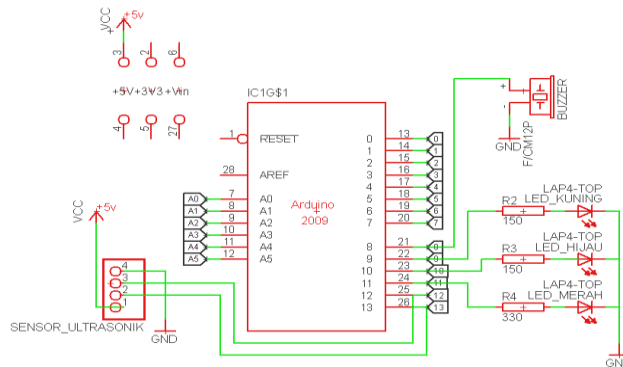 VCC
+5v
+
3
2
6
+5V
+3V3
+Vin
4
5
27
IC1G$1
1
RESET
28
AREF
Arduino
2009
A0
7
A0
A1
8
A1
A2
9
A2
A3
10
A3
A4
11
A4
A5
12
A5
0
13
0
1
14
1
2
15
2
3
16
3
4
17
4
5
18
5
6
19
6
7
20
7
8
21
8
9
22
9
10
23
10
11
24
11
12
25
12
13
26
13
+
-
BUZZER
F/CM12P
GND
R2
150
LAP4-TOP
LED_KUNING
R3
150
LAP4-TOP
LED_HIJAU
R4
330
LAP4-TOP
LED_MERAH
GN
VCC
+5v
4
3
2
1
SENSOR_ULTRASONIK
GND